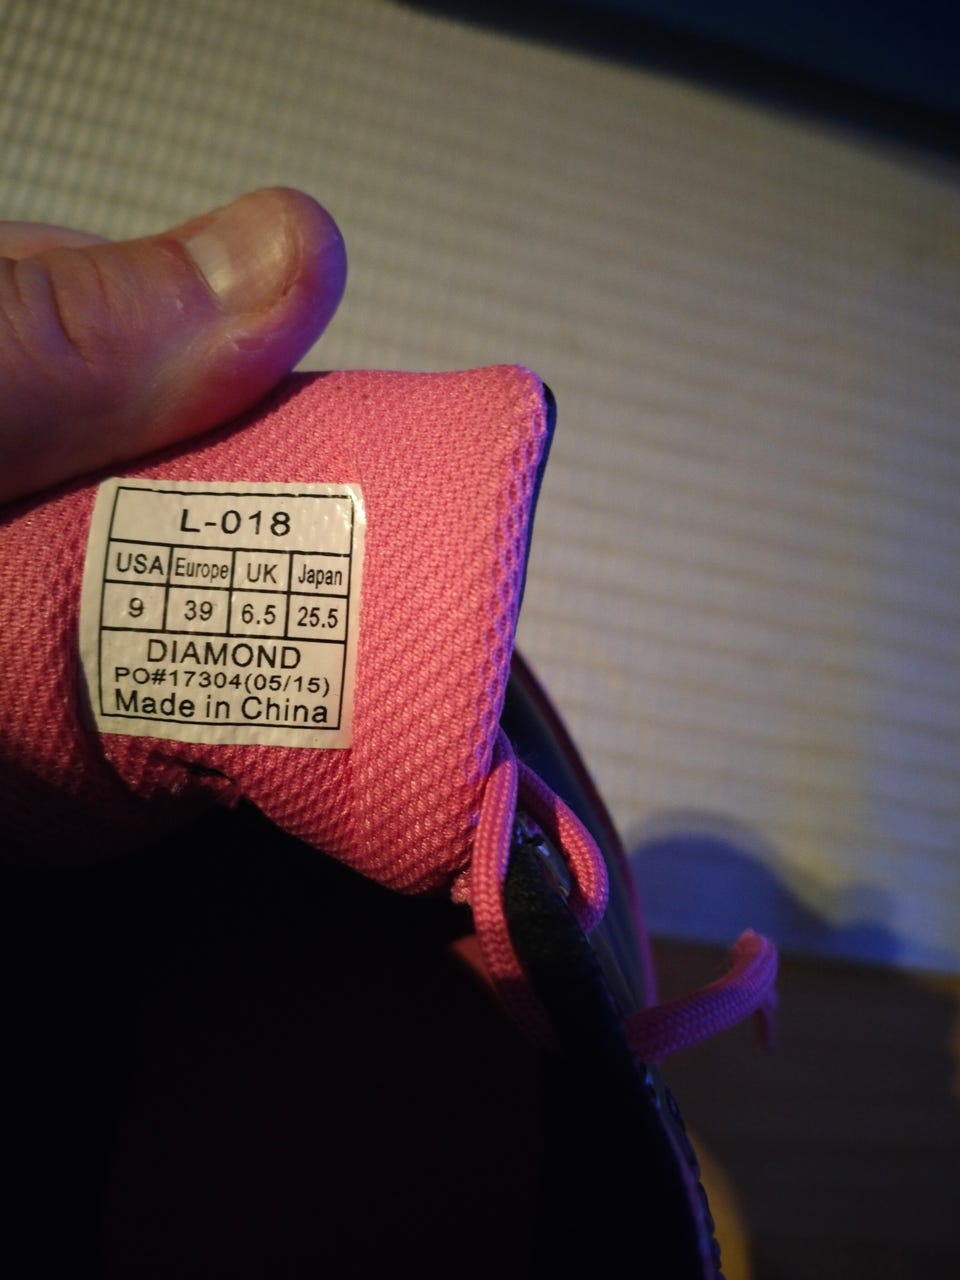 L-018
USA Europe UK Japan
9 39 6.5 25.5
DIAMOND
PO#17304(05/15)
Made in China